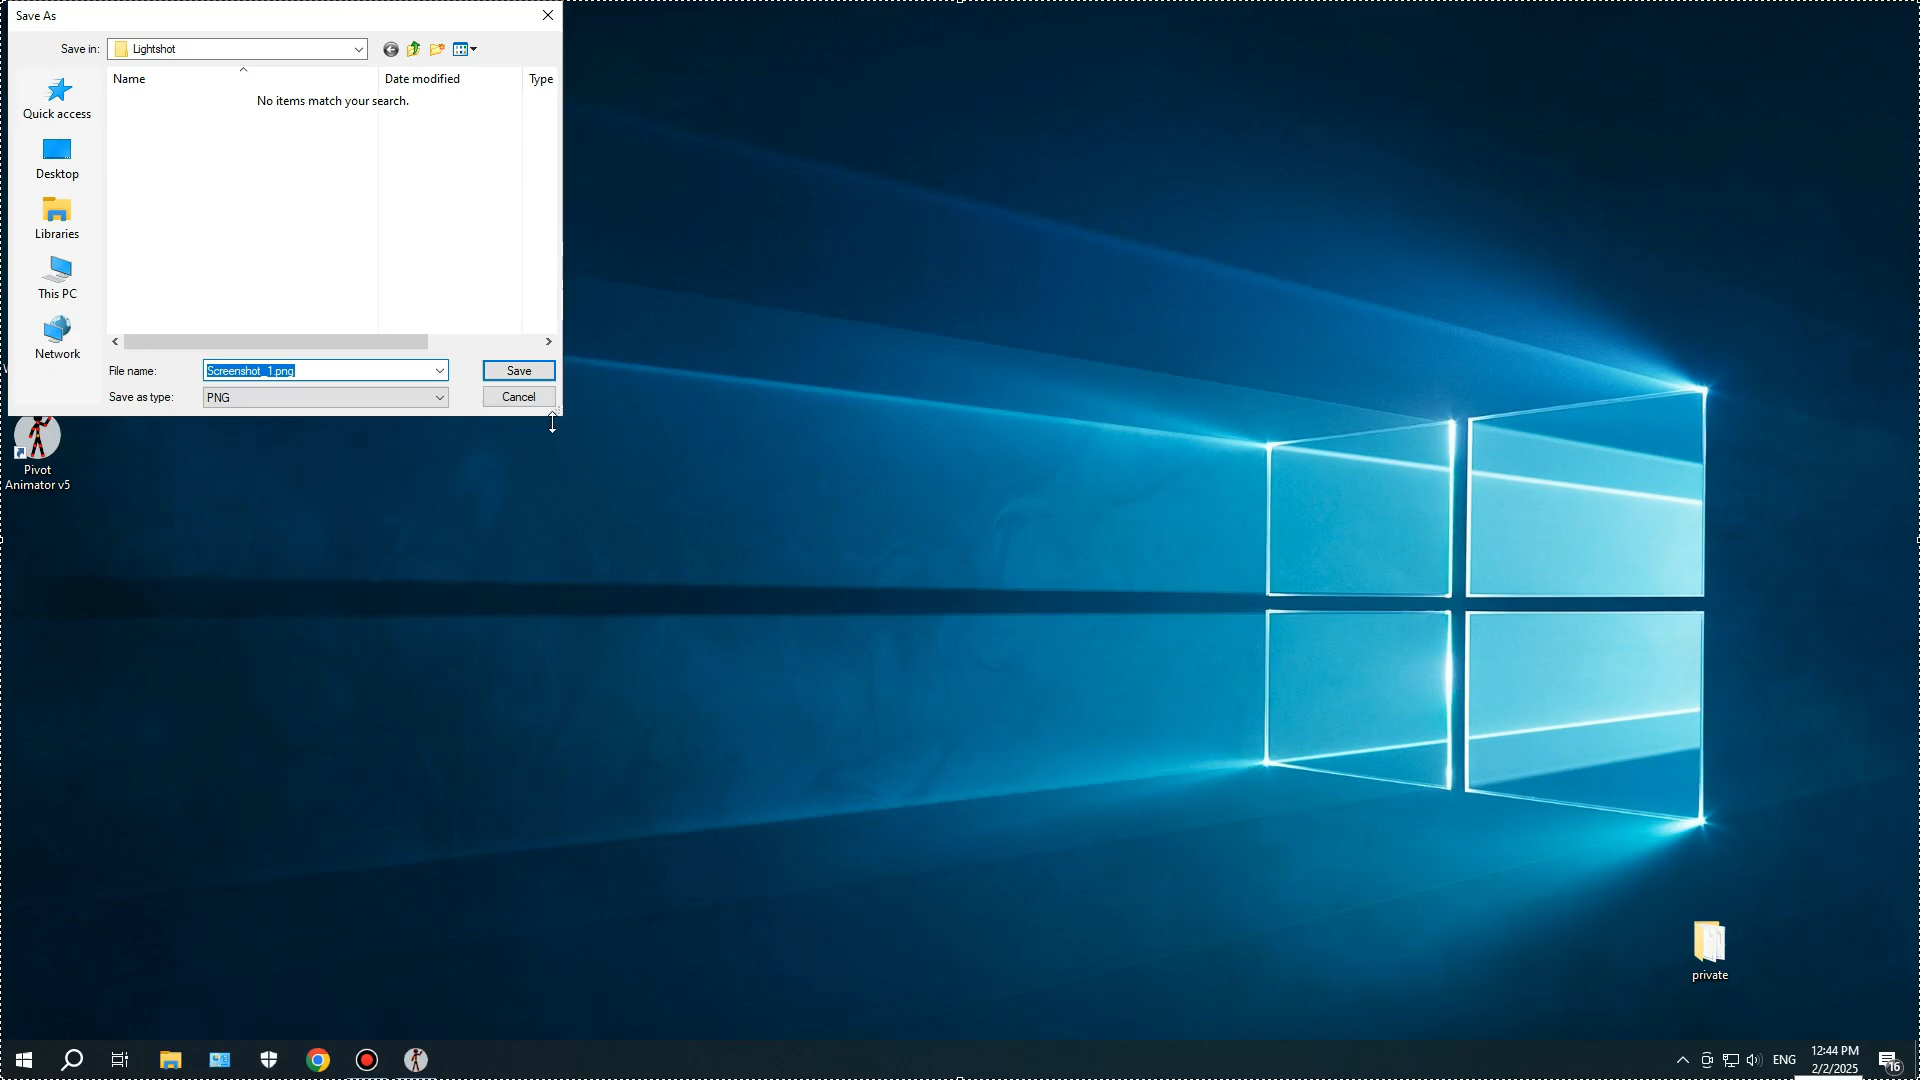 Save As
Save in:
Lightshot
Name
Date modified
Type
No items match your search.
Quick access
Desktop
Libraries
This PC
Network
File name:
Screenshot_1.png
Save
Save as type:
PNG
Cancel
Pivot
Animator v5
private
ENG
12:44 PM
2/2/2025
16